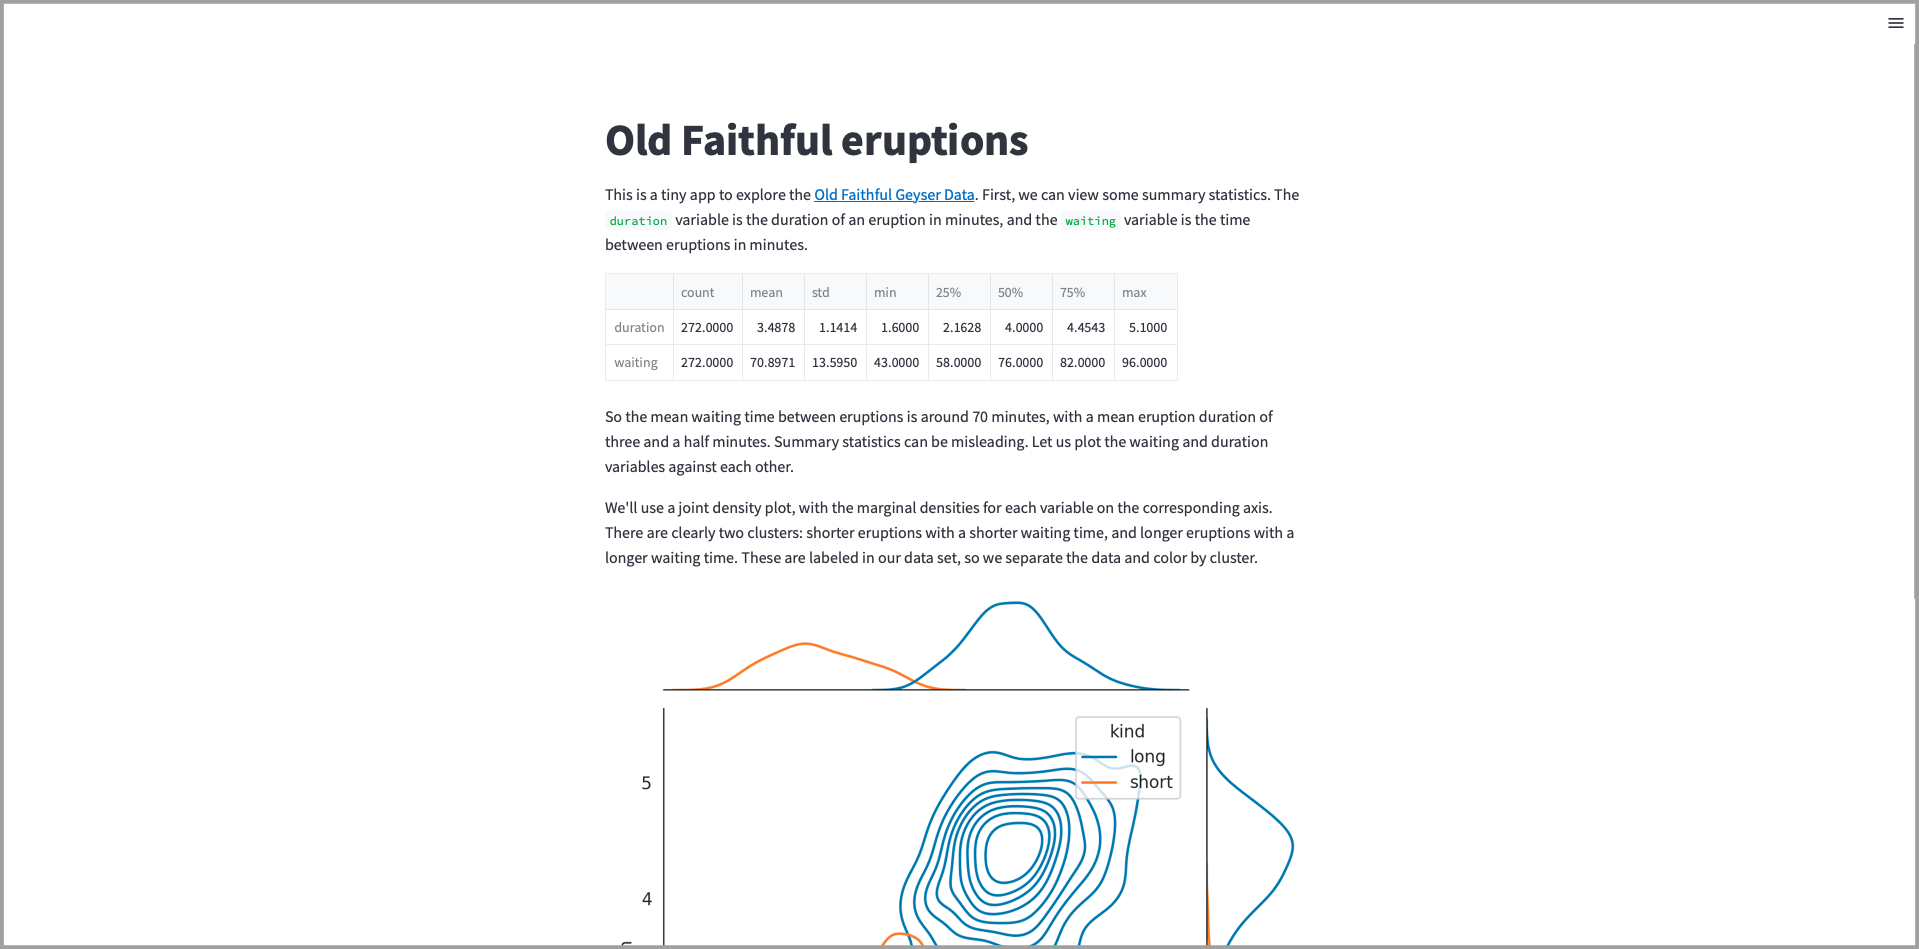 Old Faithful eruptions
This is a tiny app to explore the Old Faithful Geyser Data. First, we can view some summary statistics. The
duration variable is the duration of an eruption in minutes, and the waiting variable is the time
between eruptions in minutes.
count mean std min 25% 50% 75% max
duration 272.0000 3.4878 1.1414 1.6000 2.1628 4.0000 4.4543 5.1000
waiting 272.0000 70.8971 13.5950 43.0000 58.0000 76.0000 82.0000 96.0000
So the mean waiting time between eruptions is around 70 minutes, with a mean eruption duration of
three and a half minutes. Summary statistics can be misleading. Let us plot the waiting and duration
variables against each other.
We'll use a joint density plot, with the marginal densities for each variable on the corresponding axis.
There are clearly two clusters: shorter eruptions with a shorter waiting time, and longer eruptions with a
longer waiting time. These are labeled in our data set, so we separate the data and color by cluster.
kind
long
short
5
4